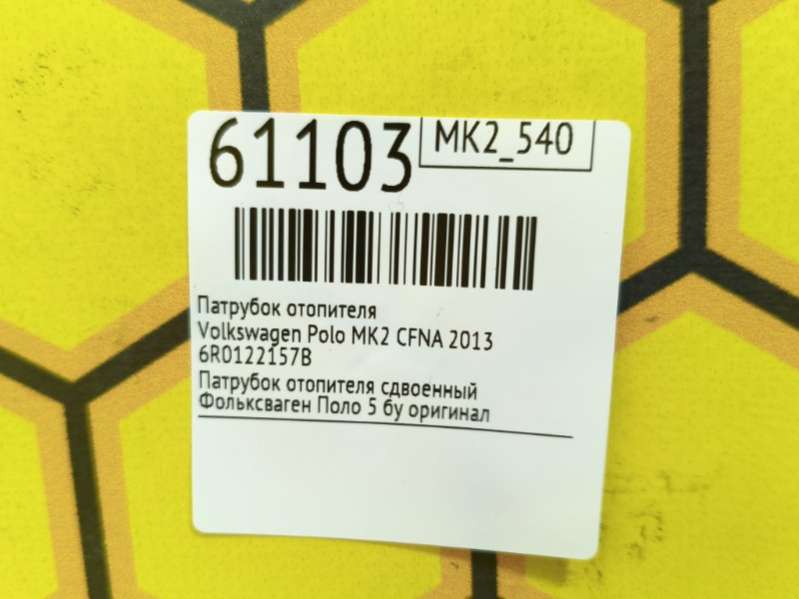 61103
MK2_540
Патрубок отопителя
Volkswagen Polo MK2 CFNA 2013
6R0122157B
Патрубок отопителя сдвоенный
Фольксваген Поло 5 бу оригинал